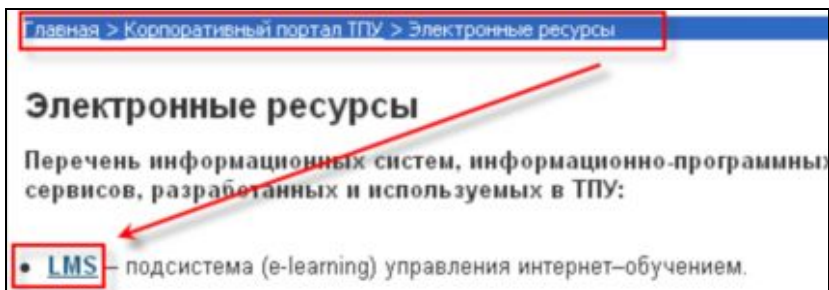 Главная > Корпоративный портал ТПУ > Электронные ресурсы
Электронные ресурсы
Перечень информационных систем, информационно-программных
сервисов, разработанных и используемых в ТПУ:
• LMS – подсистема (e-learning) управления интернет–обучением.